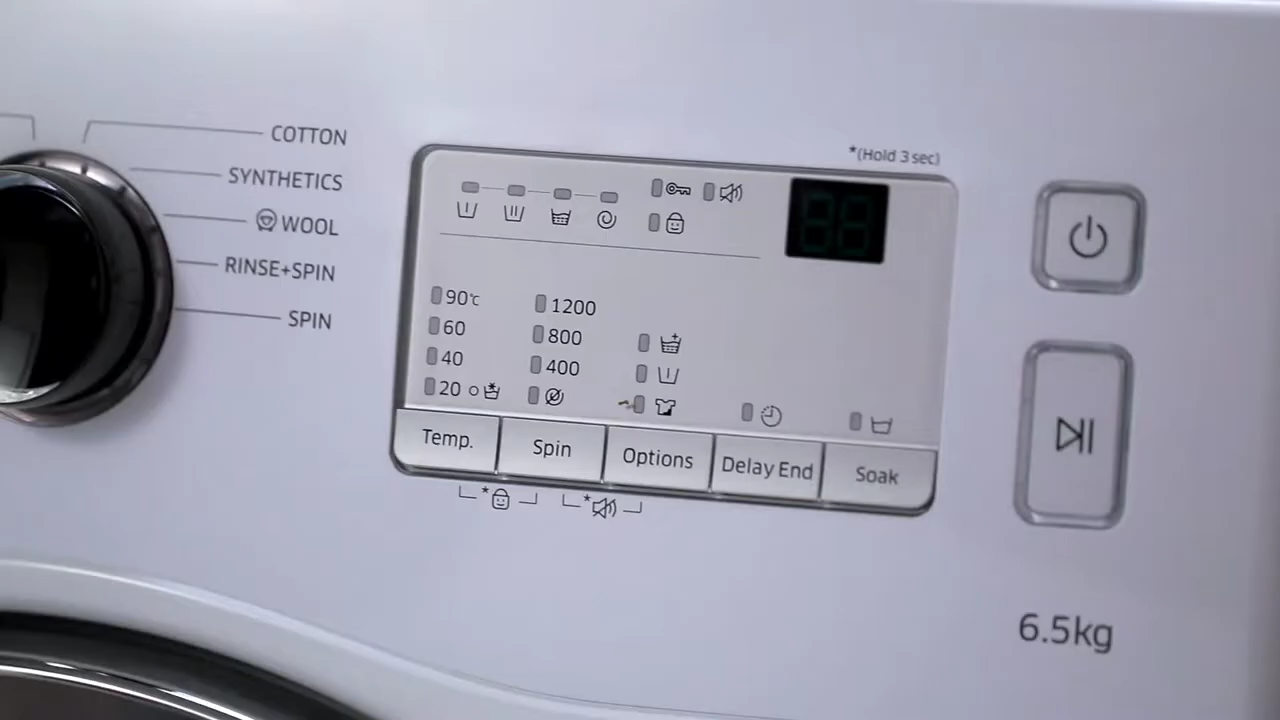 COTTON
SYNTHETICS
WOOL
RINSE+SPIN
SPIN
*(Hold 3 sec)
90℃
60
40
20
1200
800
400
Temp.
Spin
Options
Delay End
Soak
*
*
6.5kg